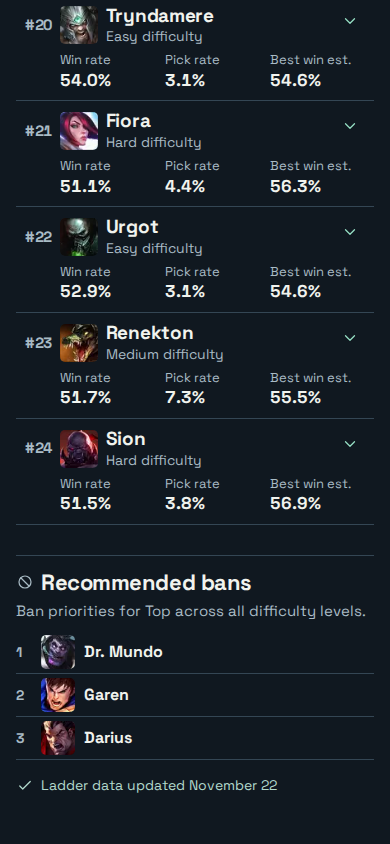 #20 Tryndamere
Easy difficulty
Win rate Pick rate Best win est.
54.0% 3.1% 54.6%
#21 Fiora
Hard difficulty
Win rate Pick rate Best win est.
51.1% 4.4% 56.3%
#22 Urgot
Easy difficulty
Win rate Pick rate Best win est.
52.9% 3.1% 54.6%
#23 Renekton
Medium difficulty
Win rate Pick rate Best win est.
51.7% 7.3% 55.5%
#24 Sion
Hard difficulty
Win rate Pick rate Best win est.
51.5% 3.8% 56.9%
Recommended bans
Ban priorities for Top across all difficulty levels.
1 Dr. Mundo
2 Garen
3 Darius
Ladder data updated November 22